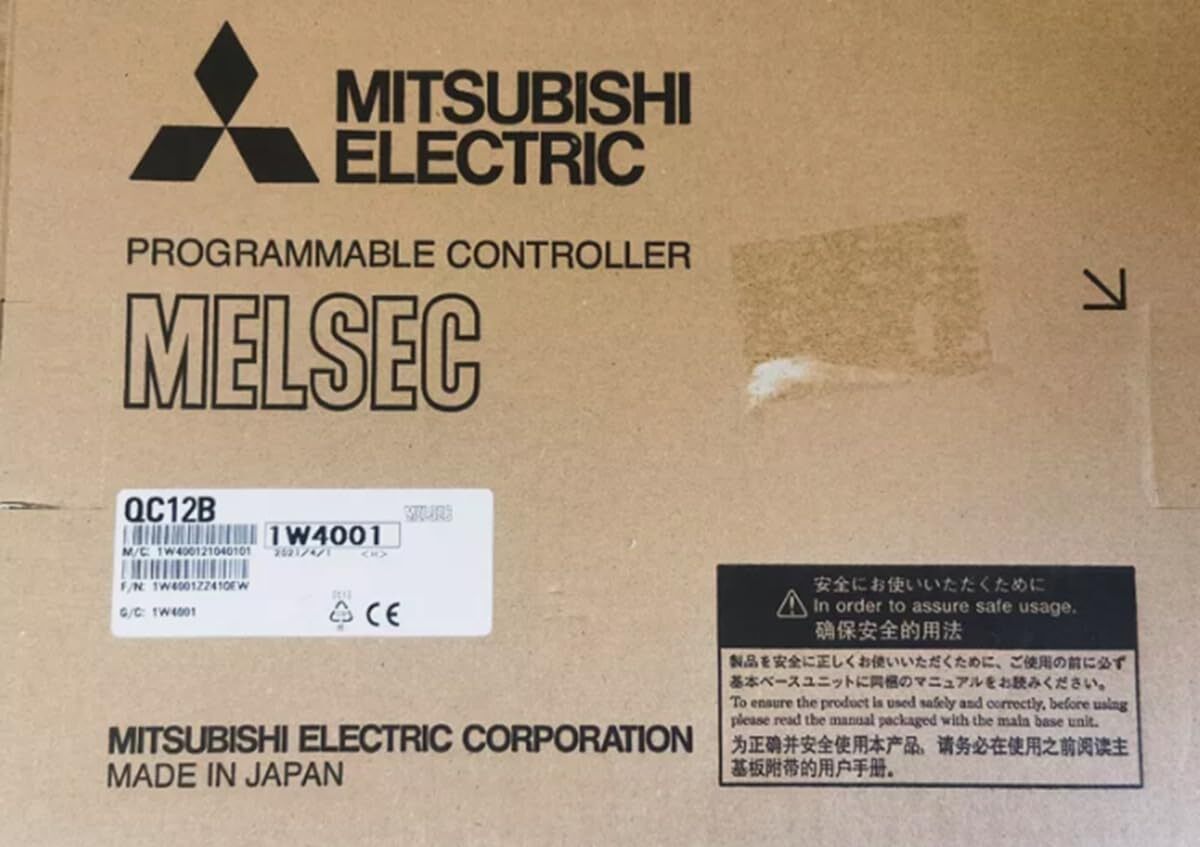 MITSUBISHI
ELECTRIC
PROGRAMMABLE CONTROLLER
MELSEC
QC12B
MELSEC
1W4001
M/C: 1W400121040101
2021/4/1
F/N: 1W4001ZZ410EW
G/C: 1W4001
CE
安全にお使いいただくために
In order to assure safe usage.
确保安全的用法
製品を安全に正しくお使いいただくために、ご使用の前に必ず
基本ベースユニットに同梱のマニュアルをお読みください。
To ensure the product is used safely and correctly, before using
please read the manual packaged with the main base unit.
为正确并安全使用本产品，请务必在使用之前阅读主
基板附带的用户手册。
MITSUBISHI ELECTRIC CORPORATION
MADE IN JAPAN